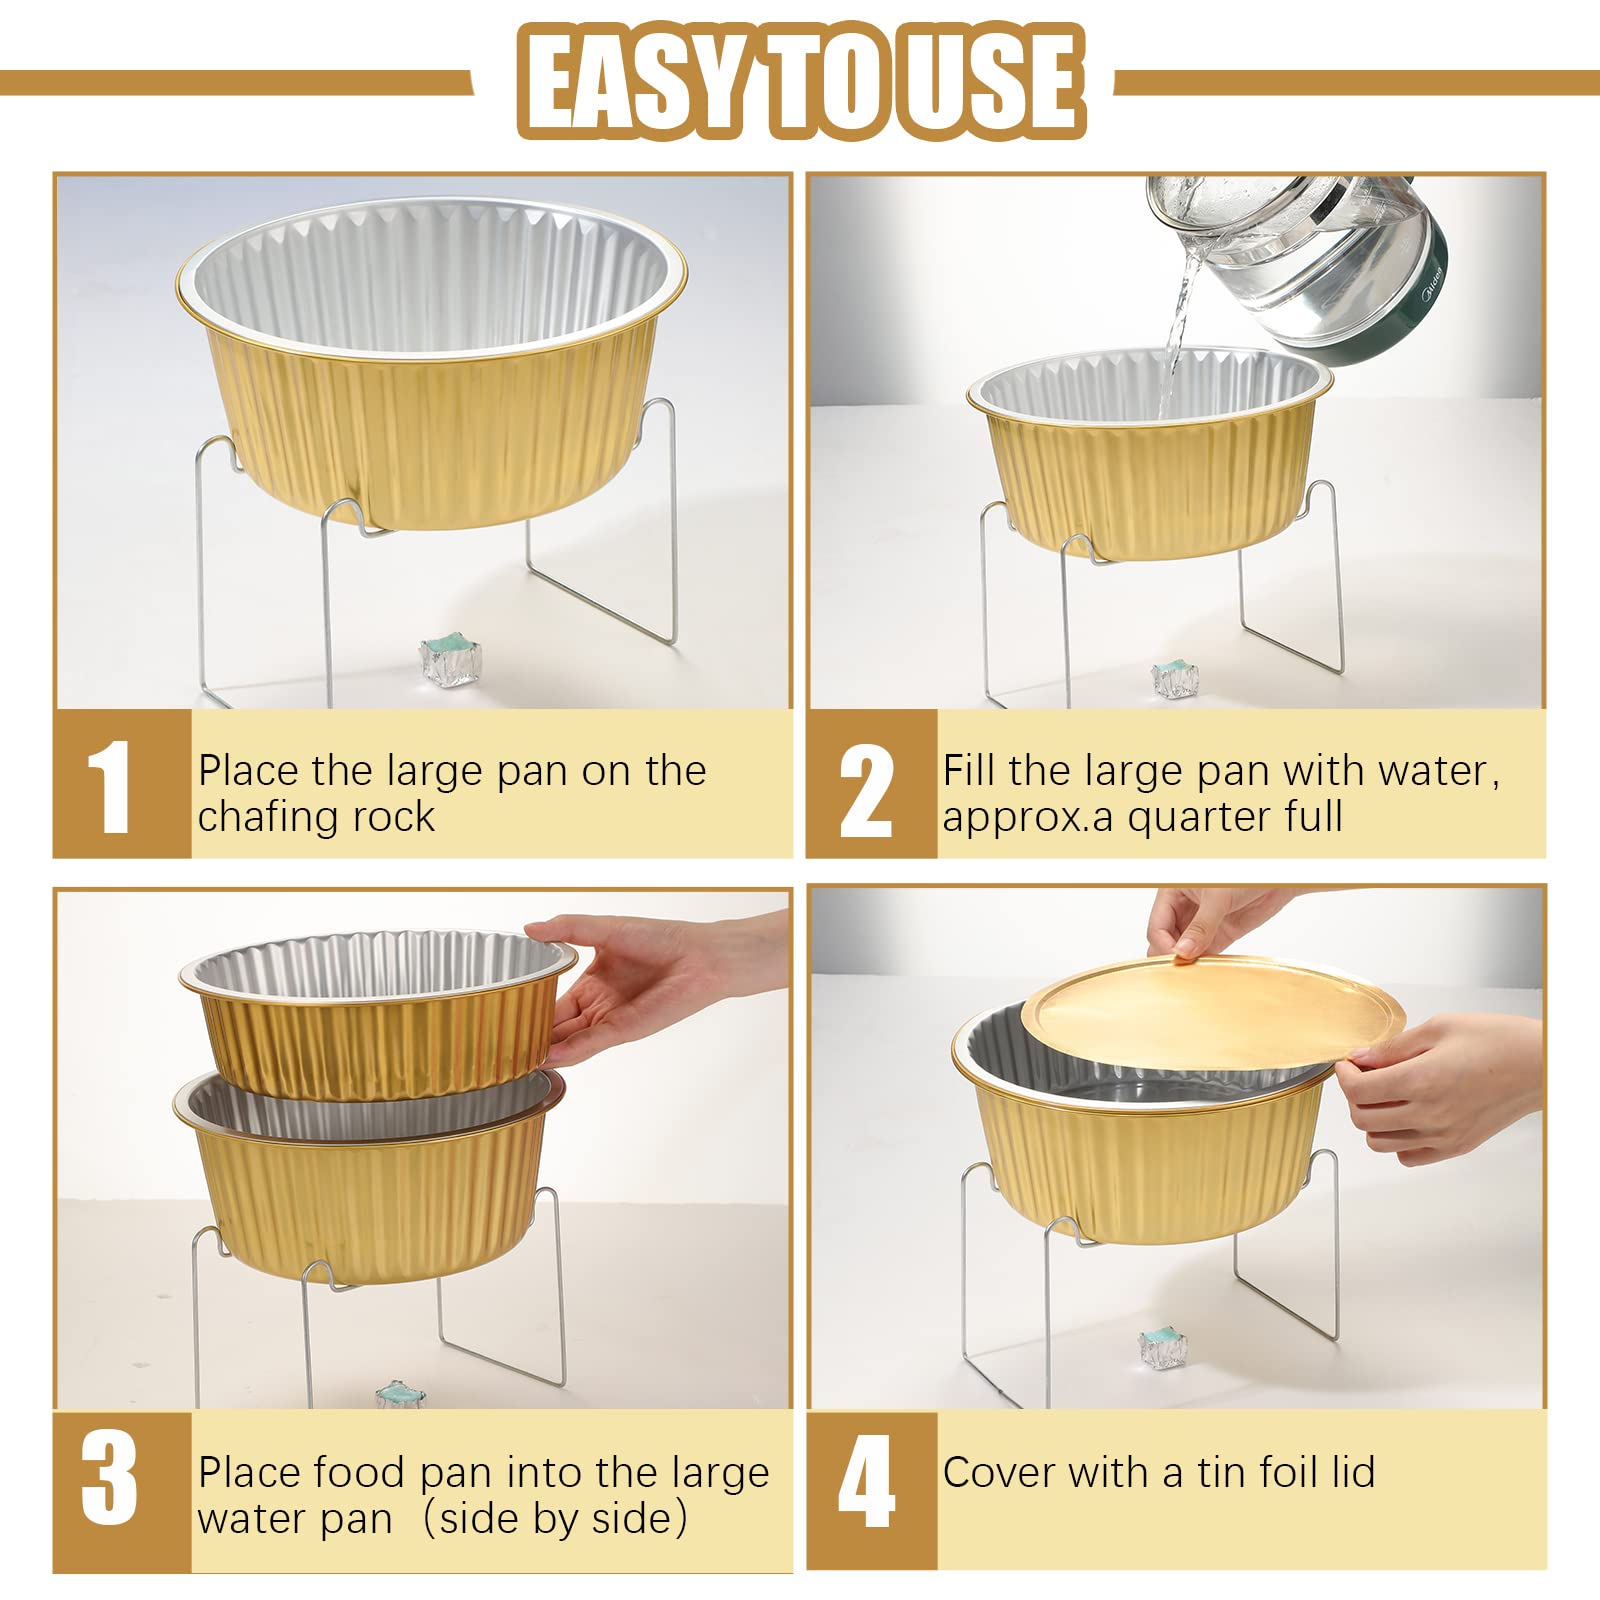 EASY TO USE
Midea
1
Place the large pan on the
chafing rock
2
Fill the large pan with water,
approx.a quarter full
3
Place food pan into the large
water pan（side by side）
4
Cover with a tin foil lid